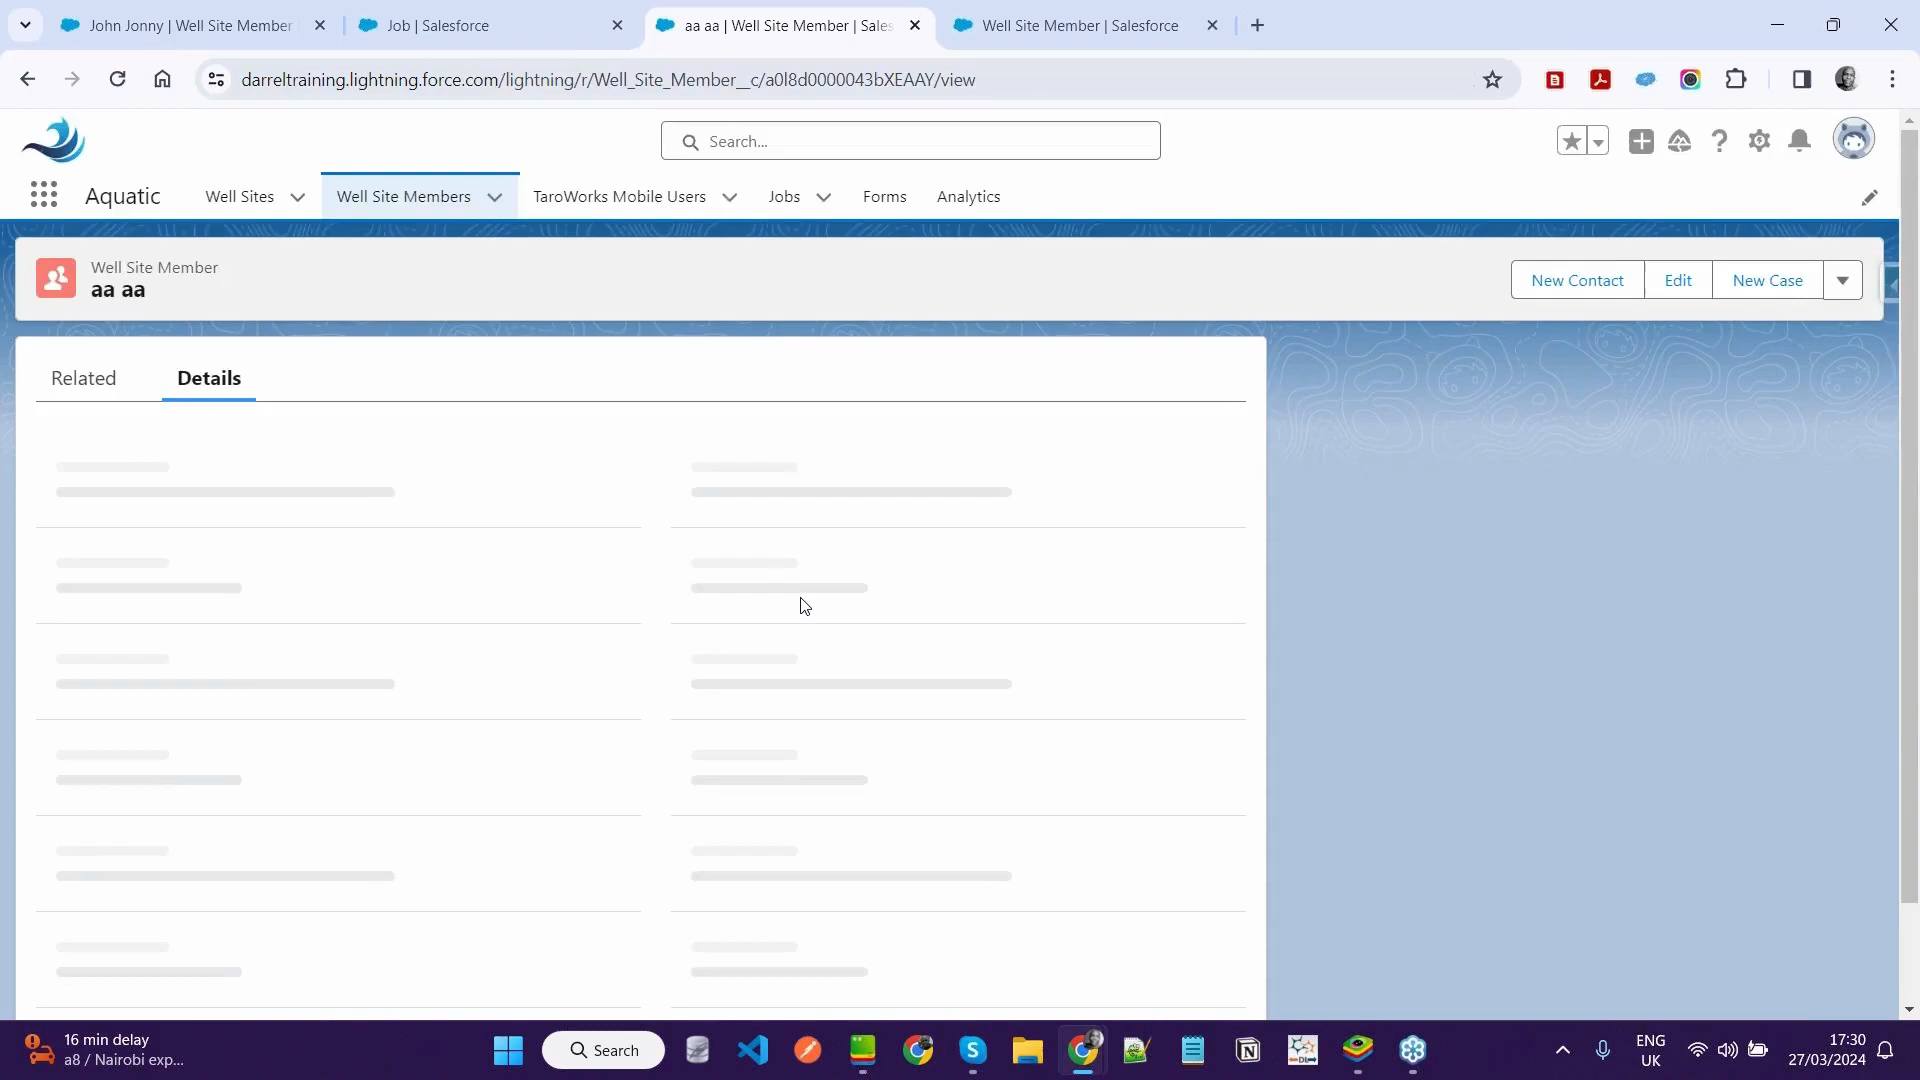 John Jonny | Well Site Member
Job | Salesforce
aa aa | Well Site Member | Sales
Well Site Member | Salesforce
darreltraining.lightning.force.com/lightning/r/Well_Site_Member__c/a0l8d0000043bXEAAY/view
Search...
Aquatic
Well Sites
Well Site Members
TaroWorks Mobile Users
Jobs
Forms
Analytics
Well Site Member
aa aa
New Contact
Edit
New Case
Related
Details
16 min delay
a8 / Nairobi exp...
Search
ENG
UK
17:30
27/03/2024